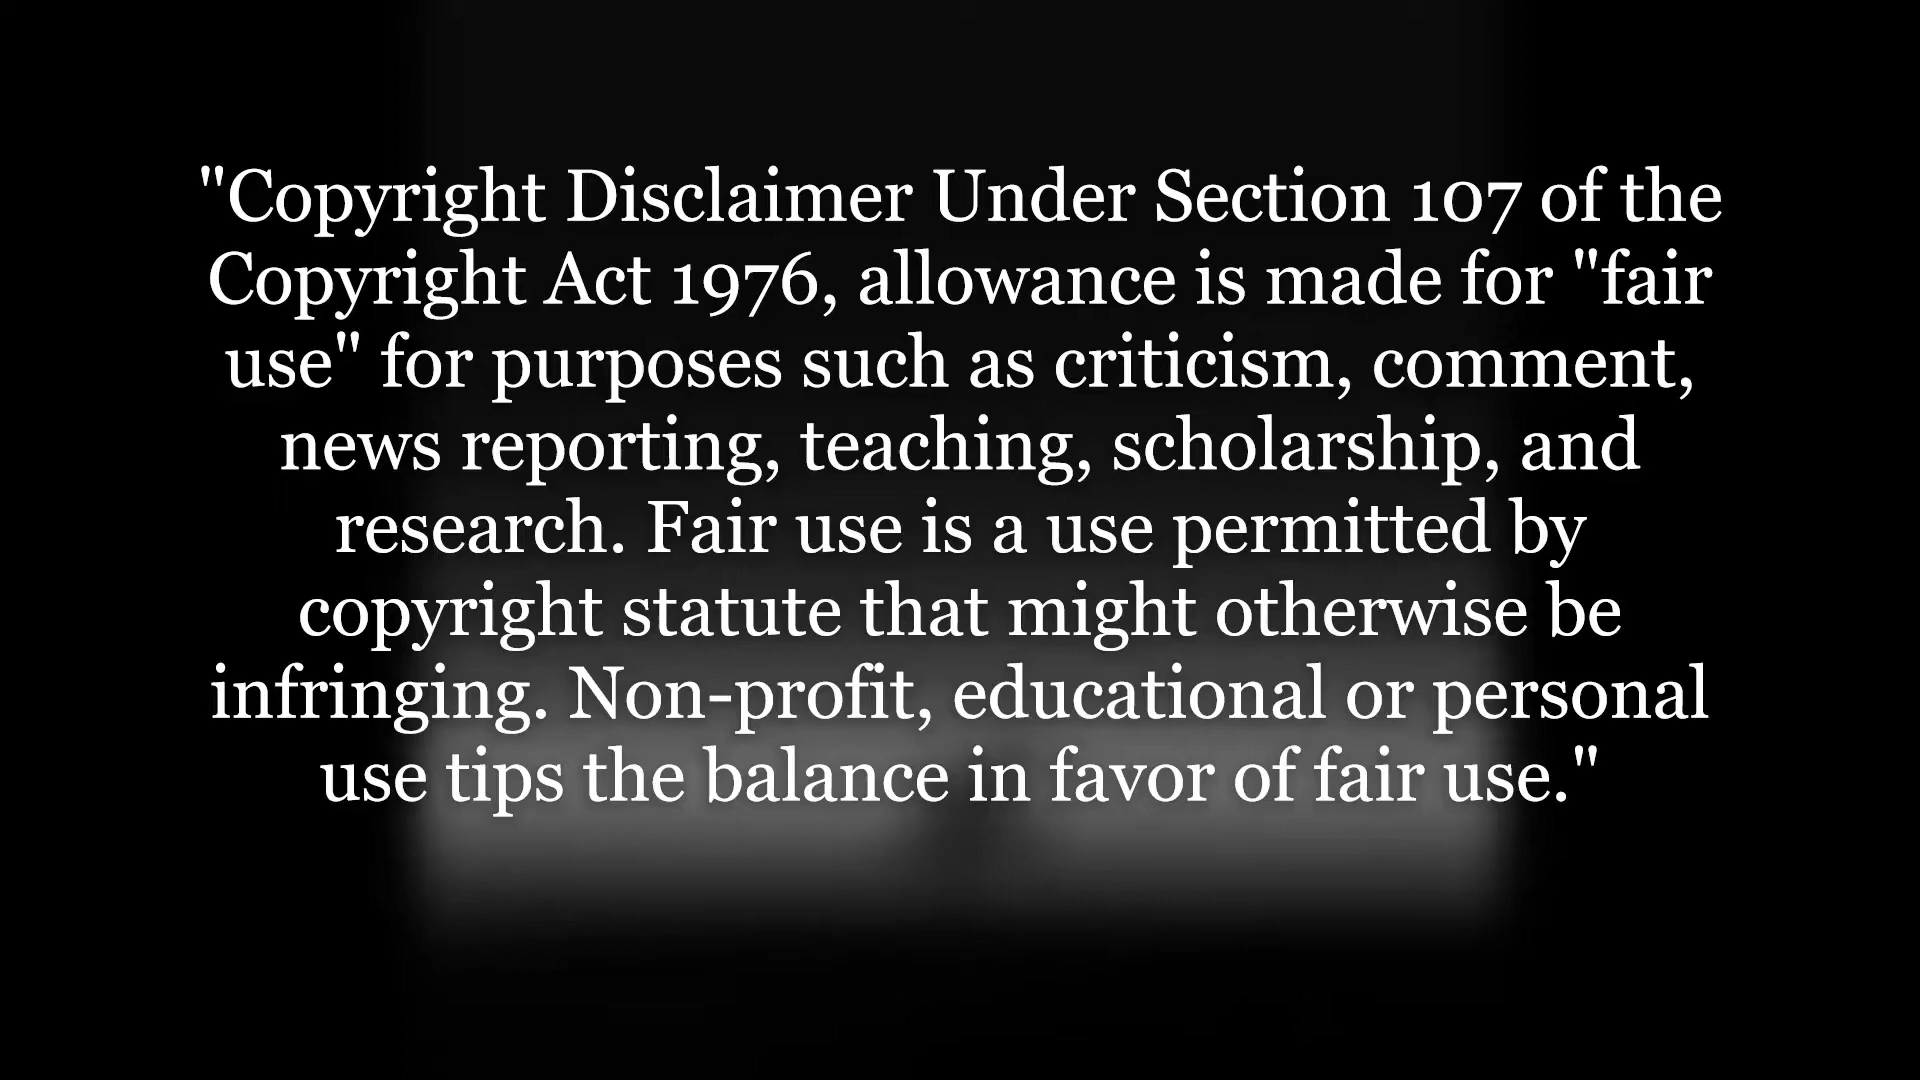 "Copyright Disclaimer Under Section 107 of the
Copyright Act 1976, allowance is made for "fair
use" for purposes such as criticism, comment,
news reporting, teaching, scholarship, and
research. Fair use is a use permitted by
copyright statute that might otherwise be
infringing. Non-profit, educational or personal
use tips the balance in favor of fair use."